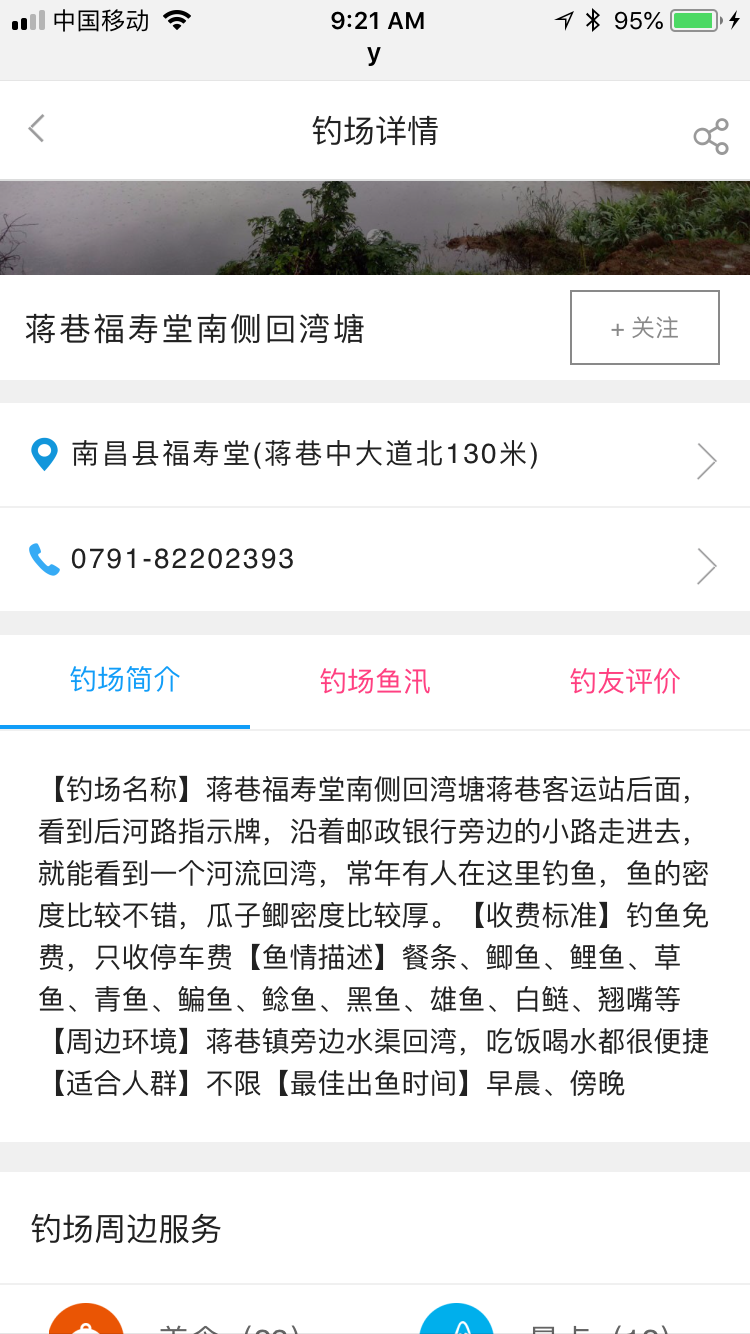 中国移动 9:21 AM 95%
y
钓场详情
蒋巷福寿堂南侧回湾塘
+ 关注
南昌县福寿堂(蒋巷中大道北130米)
0791-82202393
钓场简介 钓场鱼汛 钓友评价
【钓场名称】蒋巷福寿堂南侧回湾塘蒋巷客运站后面，
看到后河路指示牌，沿着邮政银行旁边的小路走进去，
就能看到一个河流回湾，常年有人在这里钓鱼，鱼的密
度比较不错，瓜子鲫密度比较厚。【收费标准】钓鱼免
费，只收停车费【鱼情描述】餐条、鲫鱼、鲤鱼、草
鱼、青鱼、鳊鱼、鲶鱼、黑鱼、雄鱼、白鲢、翘嘴等
【周边环境】蒋巷镇旁边水渠回湾，吃饭喝水都很便捷
【适合人群】不限【最佳出鱼时间】早晨、傍晚
钓场周边服务